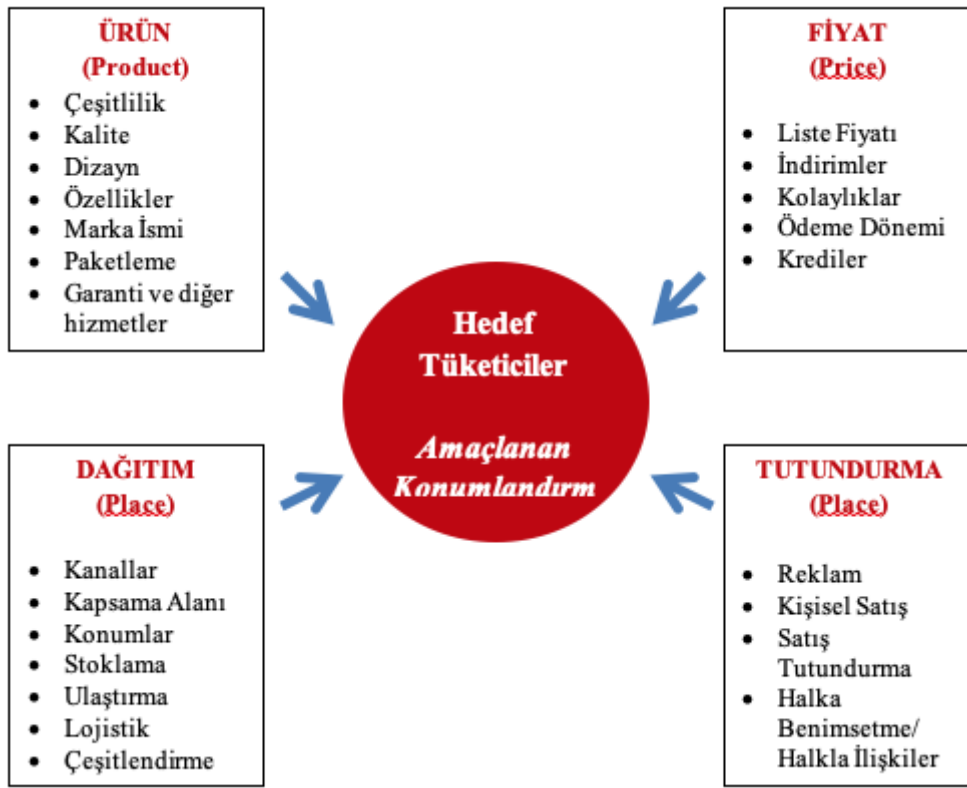 ÜRÜN
(Product)
• Çeşitlilik
• Kalite
• Dizayn
• Özellikler
• Marka İsmi
• Paketleme
• Garanti ve diğer
hizmetler
FİYAT
(Price)
• Liste Fiyatı
• İndirimler
• Kolaylıklar
• Ödeme Dönemi
• Krediler
Hedef
Tüketiciler
Amaçlanan
Konumlandırm
DAĞITIM
(Place)
• Kanallar
• Kapsama Alanı
• Konumlar
• Stoklama
• Ulaştırma
• Lojistik
• Çeşitlendirme
TUTUNDURMA
(Place)
• Reklam
• Kişisel Satış
• Satış
Tutundurma
• Halka
Benimsetme/
Halkla İlişkiler